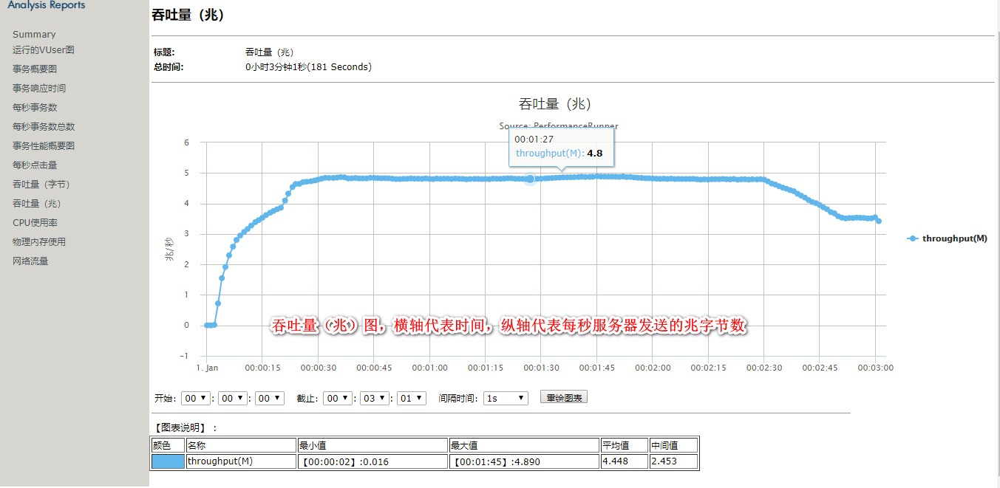 Analysis Reports
Summary
运行的VUser图
事务概要图
事务响应时间
每秒事务数
每秒事务数总数
事务性能概要图
每秒点击量
吞吐量（字节）
吞吐量（兆）
CPU使用率
物理内存使用
网络流量
吞吐量（兆）
标题: 吞吐量（兆）
总时间: 0小时3分钟1秒(181 Seconds)
吞吐量（兆）
Source: PerformanceRunner
00:01:27
throughput(M): 4.8
6
5
4
3
2
1
0
-1
兆/秒
throughput(M)
吞吐量（兆）图，横轴代表时间，纵轴代表每秒服务器发送的兆字节数
1. Jan 00:00:15 00:00:30 00:00:45 00:01:00 00:01:15 00:01:30 00:01:45 00:02:00 00:02:15 00:02:30 00:02:45 00:03:00
开始: 00 : 00 : 00 截止: 00 : 03 : 01 间隔时间: 1s 重绘图表
【图表说明】 :
颜色 名称 最小值 最大值 平均值 中间值
throughput(M) 【00:00:02】:0.016 【00:01:45】:4.890 4.448 2.453